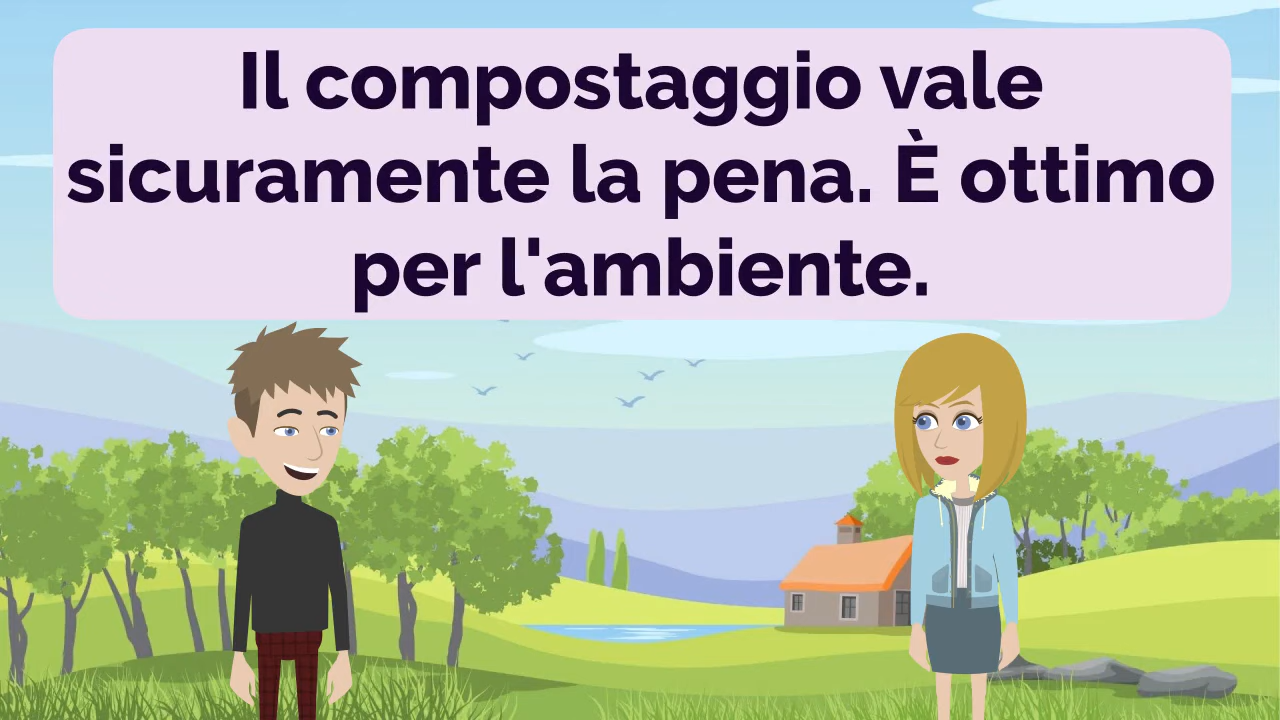 Il compostaggio vale
sicuramente la pena. È ottimo
per l'ambiente.